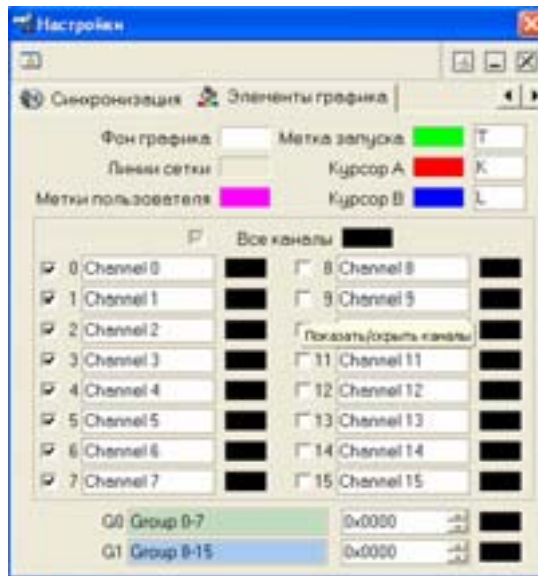 Настройки
Синхронизация Элементы графика
Фон графика Метка запуска T
Линии сетки Курсор A K
Метки пользователя Курсор B L
Все каналы
0 Channel 0 8 Channel 8
1 Channel 1 9 Channel 9
2 Channel 2 Показать/скрыть каналы
3 Channel 3 11 Channel 11
4 Channel 4 12 Channel 12
5 Channel 5 13 Channel 13
6 Channel 6 14 Channel 14
7 Channel 7 15 Channel 15
G0 Group 0-7 0x0000
G1 Group 8-15 0x0000